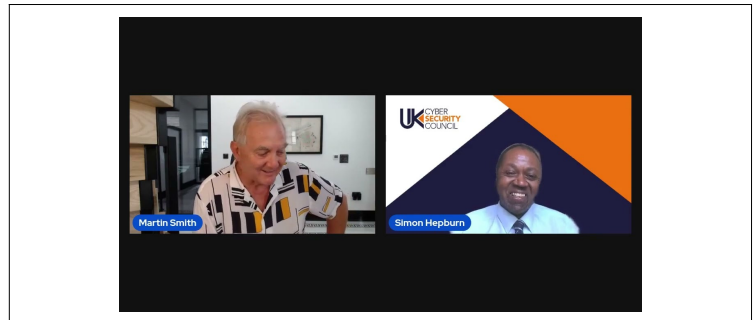 UK CYBER
SECURITY
COUNCIL
Martin Smith
Simon Hepburn